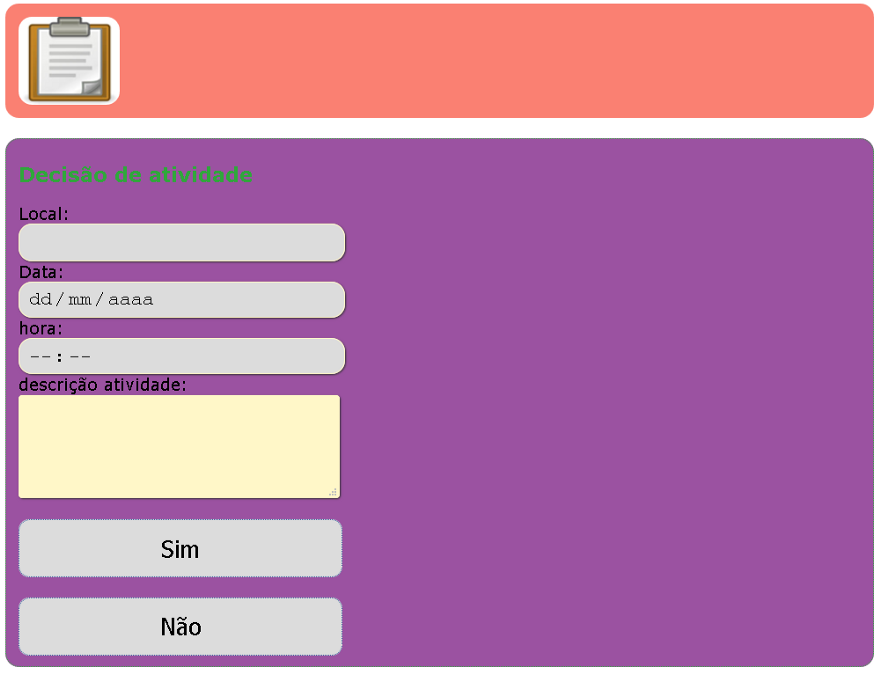 Decisão de atividade
Local:
Data:
dd/mm/aaaa
hora:
--:--
descrição atividade:
Sim
Não